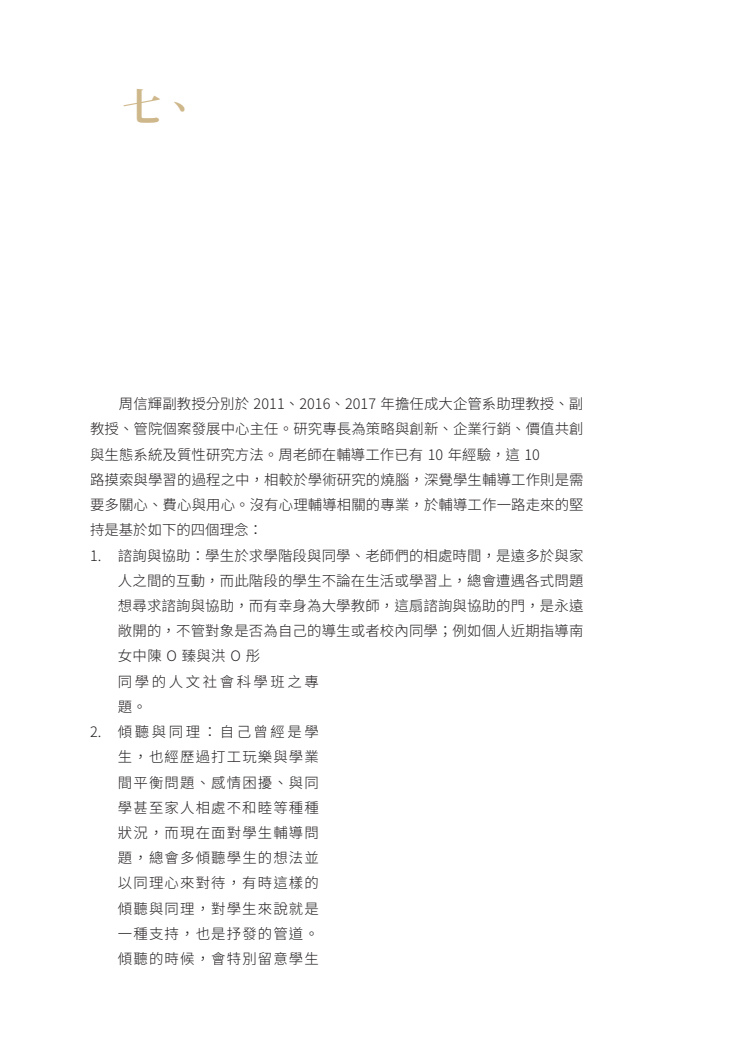 七、
周信輝副教授分別於 2011、2016、2017 年擔任成大企管系助理教授、副
教授、管院個案發展中心主任。研究專長為策略與創新、企業行銷、價值共創
與生態系統及質性研究方法。周老師在輔導工作已有 10 年經驗，這 10
路摸索與學習的過程之中，相較於學術研究的燒腦，深覺學生輔導工作則是需
要多關心、費心與用心。沒有心理輔導相關的專業，於輔導工作一路走來的堅
持是基於如下的四個理念：
1. 諮詢與協助：學生於求學階段與同學、老師們的相處時間，是遠多於與家
人之間的互動，而此階段的學生不論在生活或學習上，總會遭遇各式問題
想尋求諮詢與協助，而有幸身為大學教師，這扇諮詢與協助的門，是永遠
敞開的，不管對象是否為自己的導生或者校內同學；例如個人近期指導南
女中陳 O 臻與洪 O 彤
同學的人文社會科學班之專
題。
2. 傾聽與同理：自己曾經是學
生，也經歷過打工玩樂與學業
間平衡問題、感情困擾、與同
學甚至家人相處不和睦等種種
狀況，而現在面對學生輔導問
題，總會多傾聽學生的想法並
以同理心來對待，有時這樣的
傾聽與同理，對學生來說就是
一種支持，也是抒發的管道。
傾聽的時候，會特別留意學生